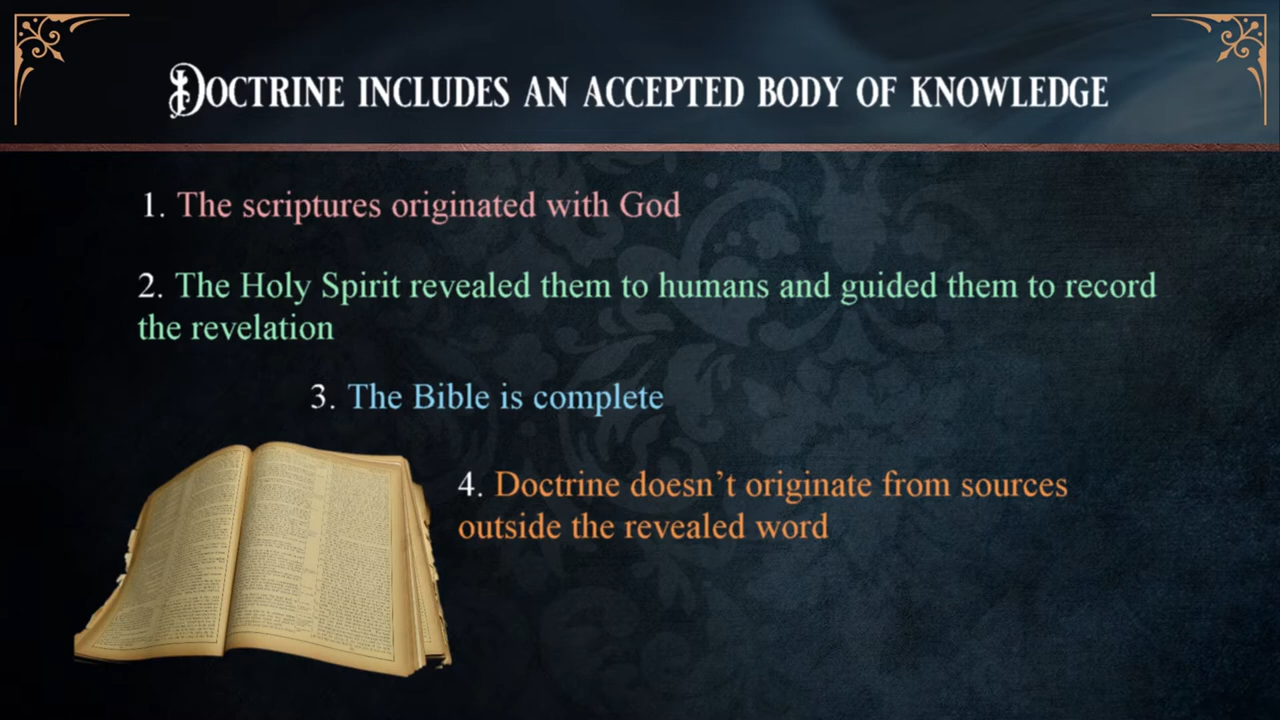 Doctrine includes an accepted body of knowledge
1. The scriptures originated with God
2. The Holy Spirit revealed them to humans and guided them to record
the revelation
3. The Bible is complete
4. Doctrine doesn’t originate from sources
outside the revealed word